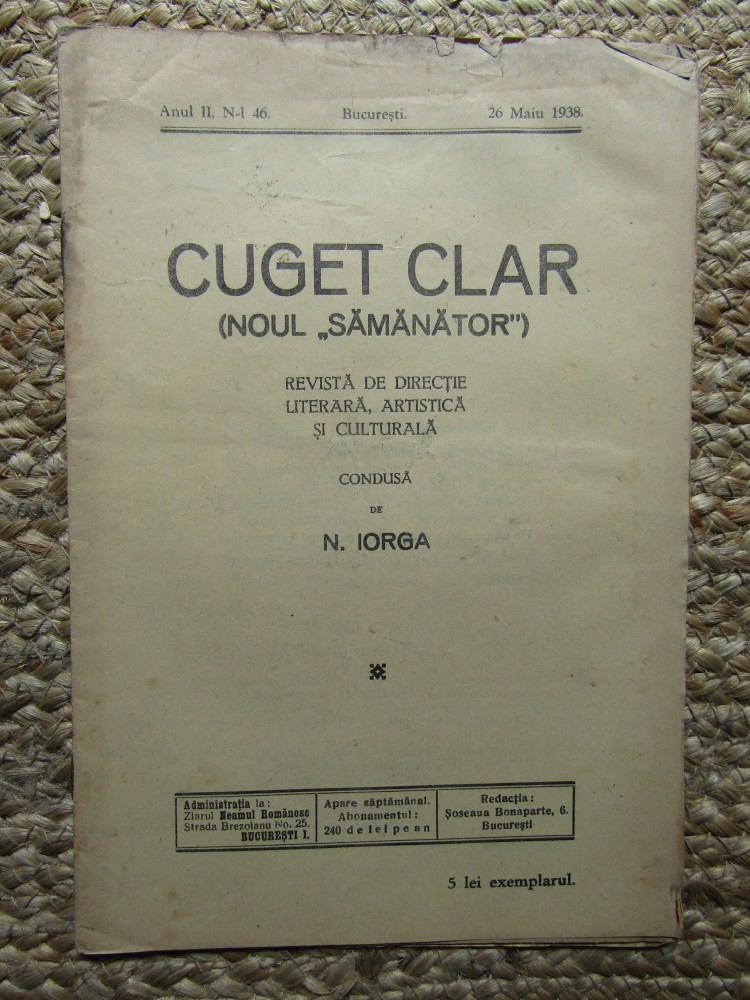 Anul II, N-l 46. București. 26 Maiu 1938.
CUGET CLAR
(NOUL „SĂMĂNĂTOR”)
REVISTĂ DE DIRECȚIE
LITERARĂ, ARTISTICĂ
ȘI CULTURALĂ
CONDUSĂ
DE
N. IORGA
Administrația la:
Ziarul Neamul Românesc
Strada Brezoianu No. 25.
BUCUREȘTI I.
Apare săptămânal.
Abonamentul:
240 de lei pe an
Redacția:
Șoseaua Bonaparte, 6.
București
5 lei exemplarul.